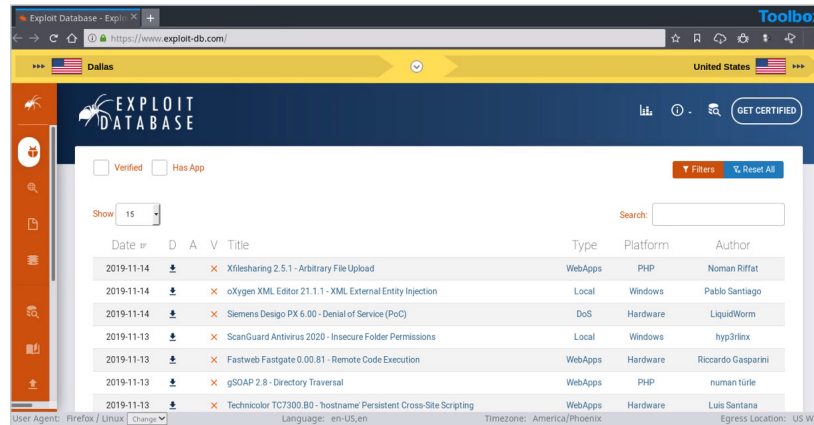 Exploit Database - Explo
Toolbo
https://www.exploit-db.com/
Dallas
United States
EXPLOIT
DATABASE
GET CERTIFIED
Verified Has App
Filters Reset All
Show 15 Search:
Date D A V Title Type Platform Author
2019-11-14 Xfilesharing 2.5.1 - Arbitrary File Upload WebApps PHP Noman Riffat
2019-11-14 oXygen XML Editor 21.1.1 - XML External Entity Injection Local Windows Pablo Santiago
2019-11-14 Siemens Desigo PX 6.00 - Denial of Service (PoC) DoS Hardware LiquidWorm
2019-11-13 ScanGuard Antivirus 2020 - Insecure Folder Permissions Local Windows hyp3rlinx
2019-11-13 Fastweb Fastgate 0.00.81 - Remote Code Execution WebApps Hardware Riccardo Gasparini
2019-11-13 gSOAP 2.8 - Directory Traversal WebApps PHP numan türle
2019-11-13 Technicolor TC7300.B0 - 'hostname' Persistent Cross-Site Scripting WebApps Hardware Luis Santana
User Agent: Firefox / Linux Change Language: en-US,en Timezone: America/Phoenix Egress Location: US W